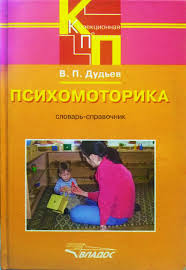 Коррекционная
К
П
В. П. Дудьев
ПСИХОМОТОРИКА
словарь-справочник
ВЛАДОС